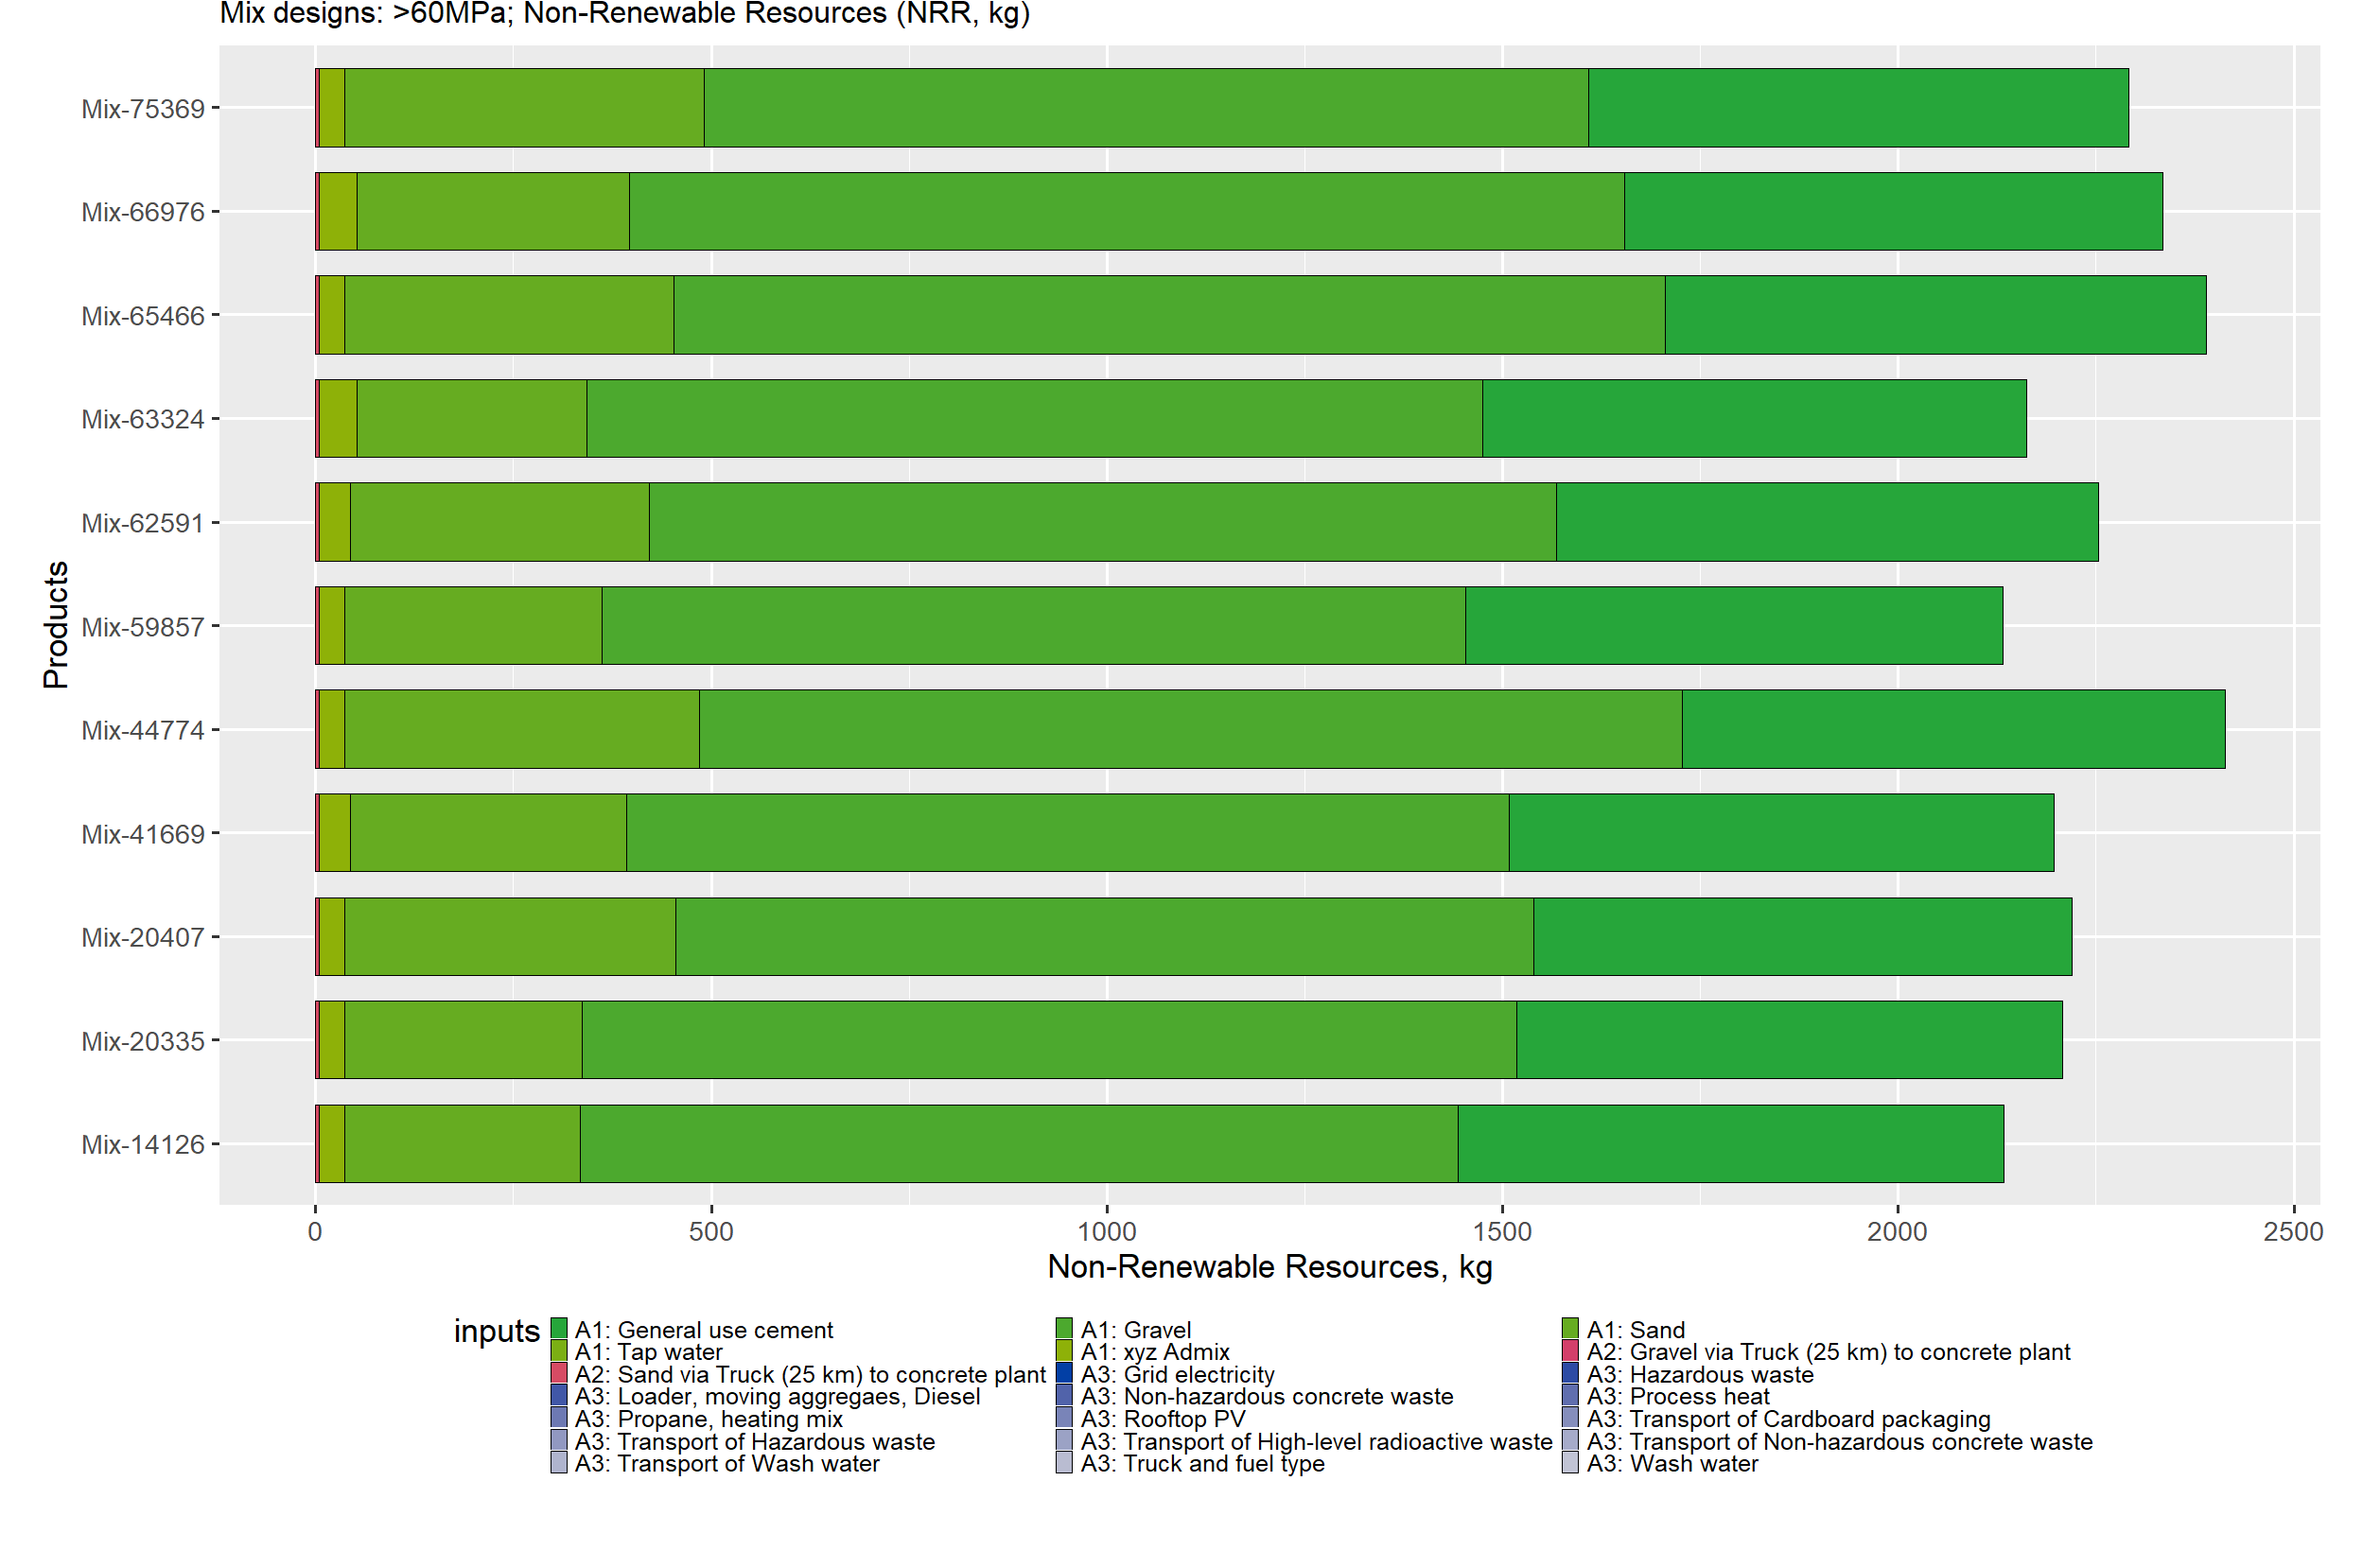 Mix designs: >60MPa; Non-Renewable Resources (NRR, kg)
Products
Mix-75369
Mix-66976
Mix-65466
Mix-63324
Mix-62591
Mix-59857
Mix-44774
Mix-41669
Mix-20407
Mix-20335
Mix-14126
0 500 1000 1500 2000 2500
Non-Renewable Resources, kg
inputs
A1: General use cement A1: Gravel A1: Sand
A1: Tap water A1: xyz Admix A2: Gravel via Truck (25 km) to concrete plant
A2: Sand via Truck (25 km) to concrete plant A3: Grid electricity A3: Hazardous waste
A3: Loader, moving aggregaes, Diesel A3: Non-hazardous concrete waste A3: Process heat
A3: Propane, heating mix A3: Rooftop PV A3: Transport of Cardboard packaging
A3: Transport of Hazardous waste A3: Transport of High-level radioactive waste A3: Transport of Non-hazardous concrete waste
A3: Transport of Wash water A3: Truck and fuel type A3: Wash water